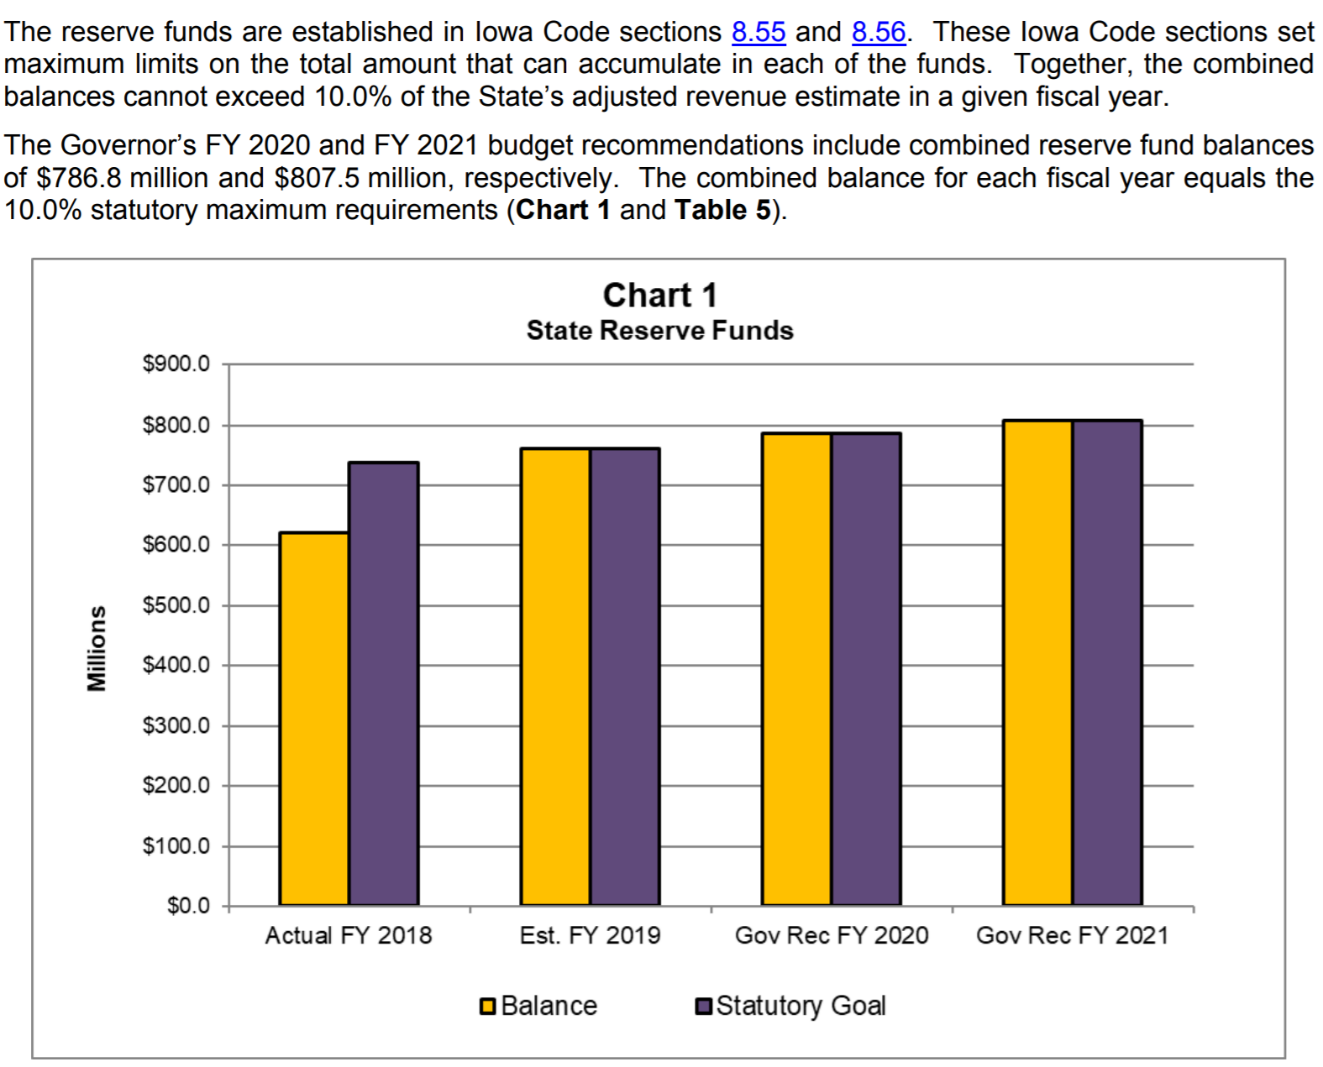 The reserve funds are established in Iowa Code sections 8.55 and 8.56. These Iowa Code sections set
maximum limits on the total amount that can accumulate in each of the funds. Together, the combined
balances cannot exceed 10.0% of the State’s adjusted revenue estimate in a given fiscal year.
The Governor’s FY 2020 and FY 2021 budget recommendations include combined reserve fund balances
of $786.8 million and $807.5 million, respectively. The combined balance for each fiscal year equals the
10.0% statutory maximum requirements (Chart 1 and Table 5).
Chart 1
State Reserve Funds
$900.0
$800.0
$700.0
$600.0
$500.0
$400.0
$300.0
$200.0
$100.0
$0.0
Millions
Actual FY 2018 Est. FY 2019 Gov Rec FY 2020 Gov Rec FY 2021
Balance Statutory Goal